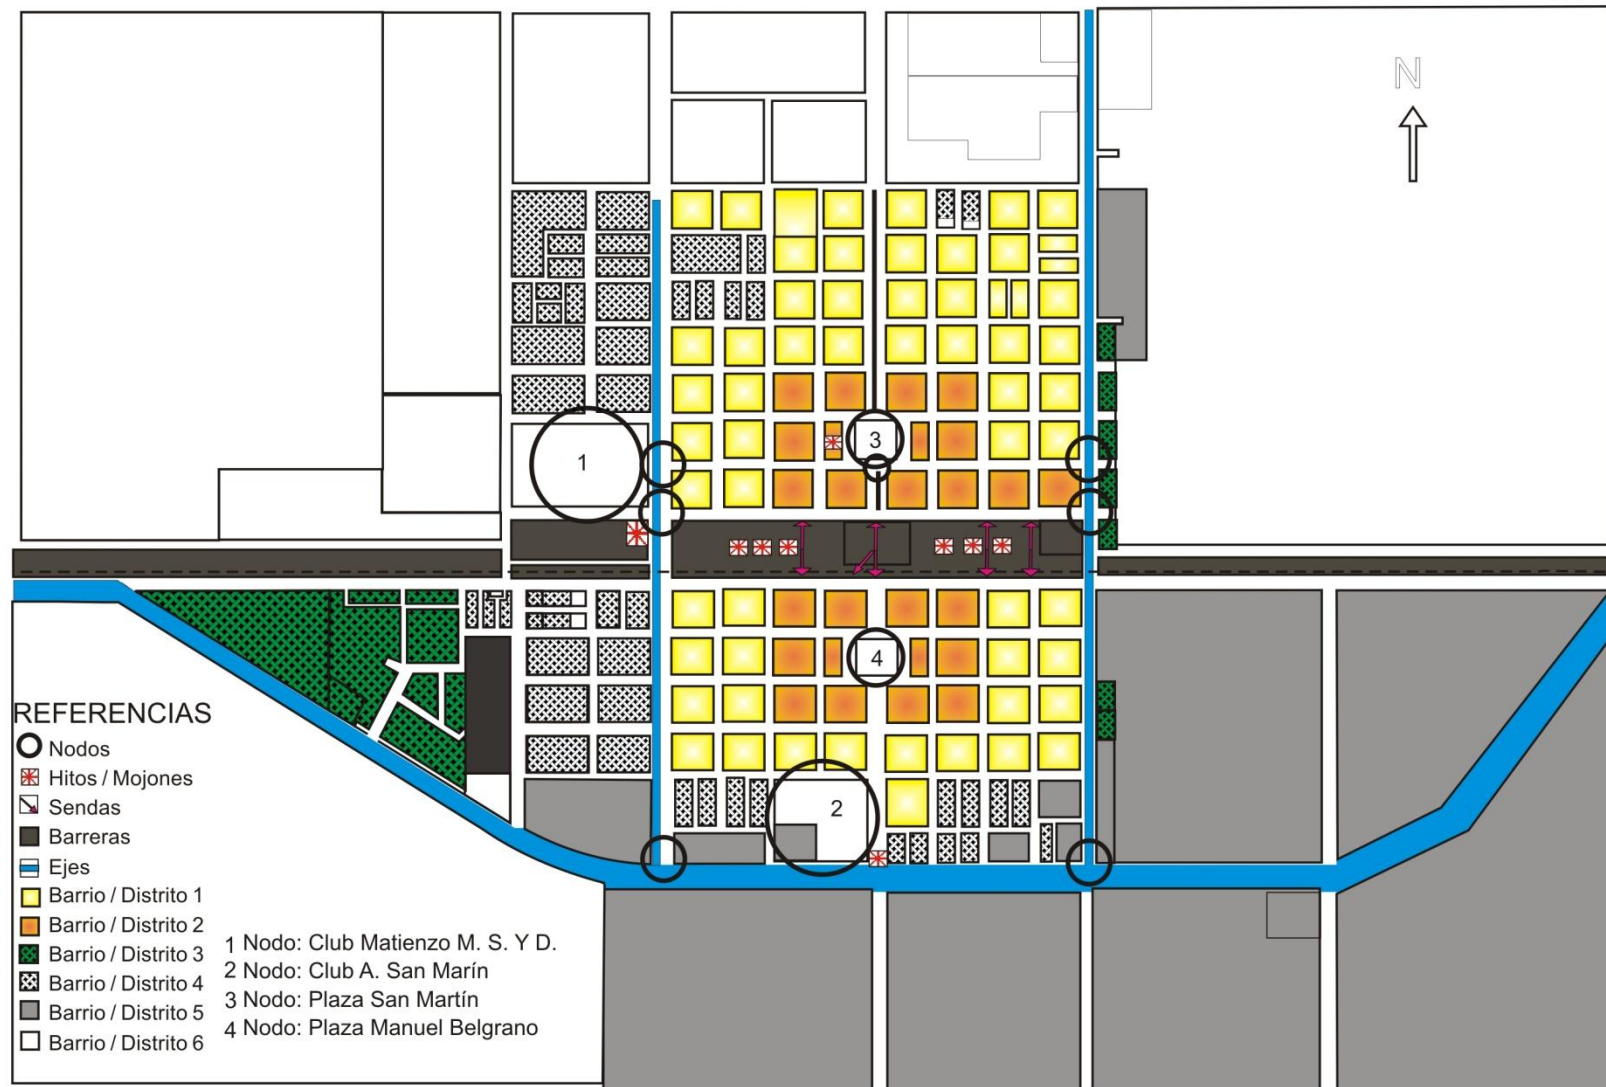 N
1
3
4
2
REFERENCIAS
Nodos
Hitos / Mojones
Sendas
Barreras
Ejes
Barrio / Distrito 1
Barrio / Distrito 2
Barrio / Distrito 3
Barrio / Distrito 4
Barrio / Distrito 5
Barrio / Distrito 6
1 Nodo: Club Matienzo M. S. Y D.
2 Nodo: Club A. San Marín
3 Nodo: Plaza San Martín
4 Nodo: Plaza Manuel Belgrano